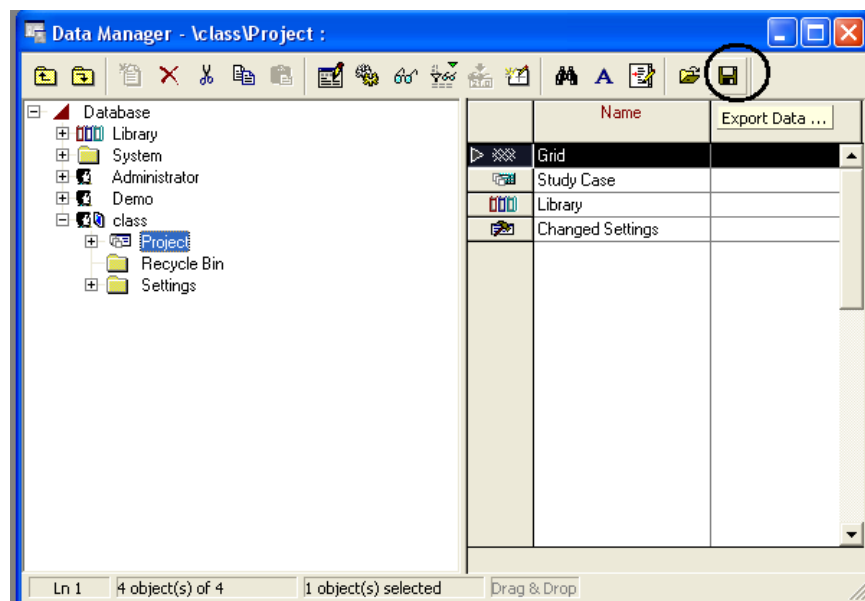 Data Manager - \class\Project :
Name
Export Data ...
Database
Library
System
Administrator
Demo
class
Project
Recycle Bin
Settings
Grid
Study Case
Library
Changed Settings
Ln 1
4 object(s) of 4
1 object(s) selected
Drag & Drop